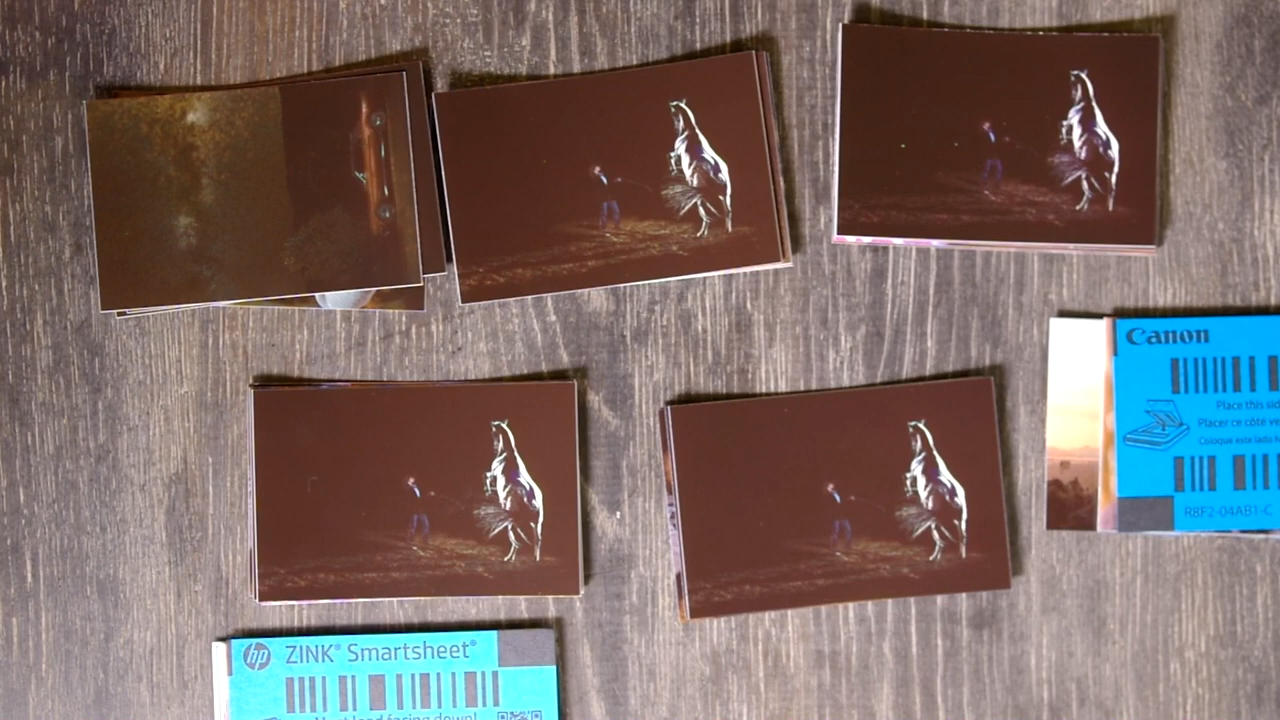 Canon
Place this sid
Placer ce côté ve
Coloque este lado h
R8F2-04AB1-C
hp ZINK® Smartsheet®